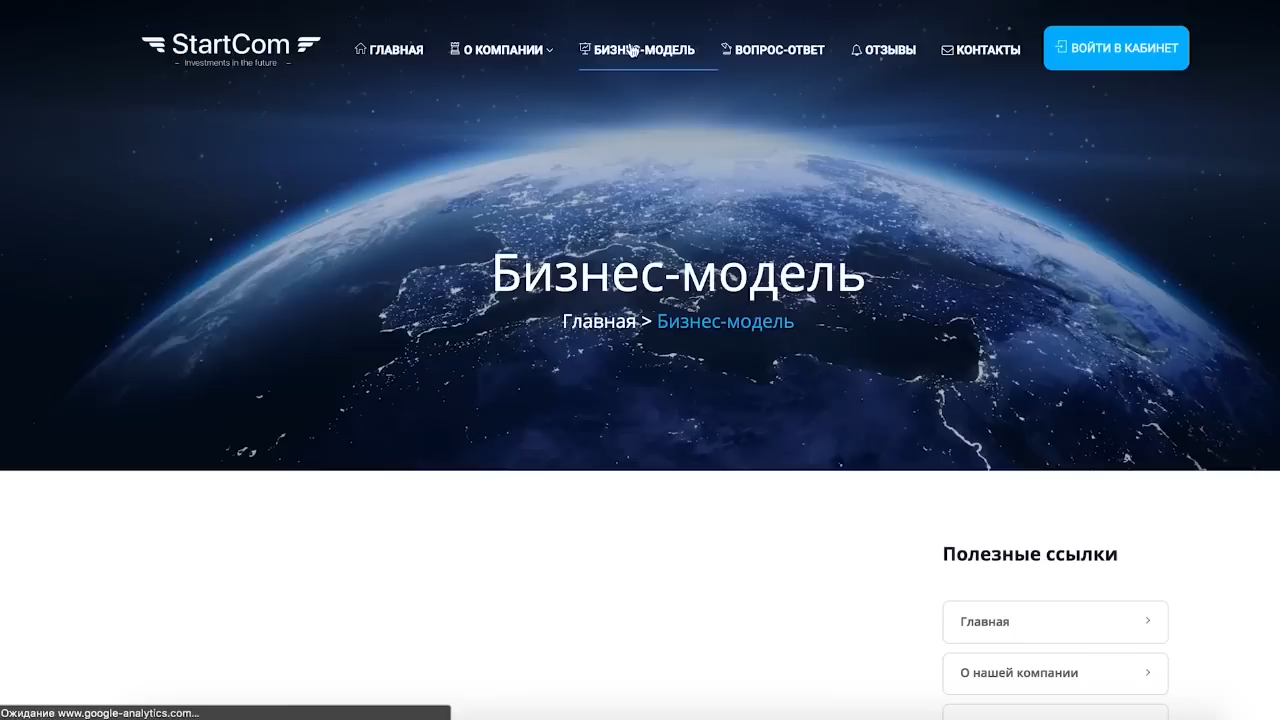 StartCom
– Investments in the future –
ГЛАВНАЯ
О КОМПАНИИ
БИЗНЕС-МОДЕЛЬ
ВОПРОС-ОТВЕТ
ОТЗЫВЫ
КОНТАКТЫ
ВОЙТИ В КАБИНЕТ
Бизнес-модель
Главная > Бизнес-модель
Полезные ссылки
Главная
О нашей компании
Ожидание www.google-analytics.com...